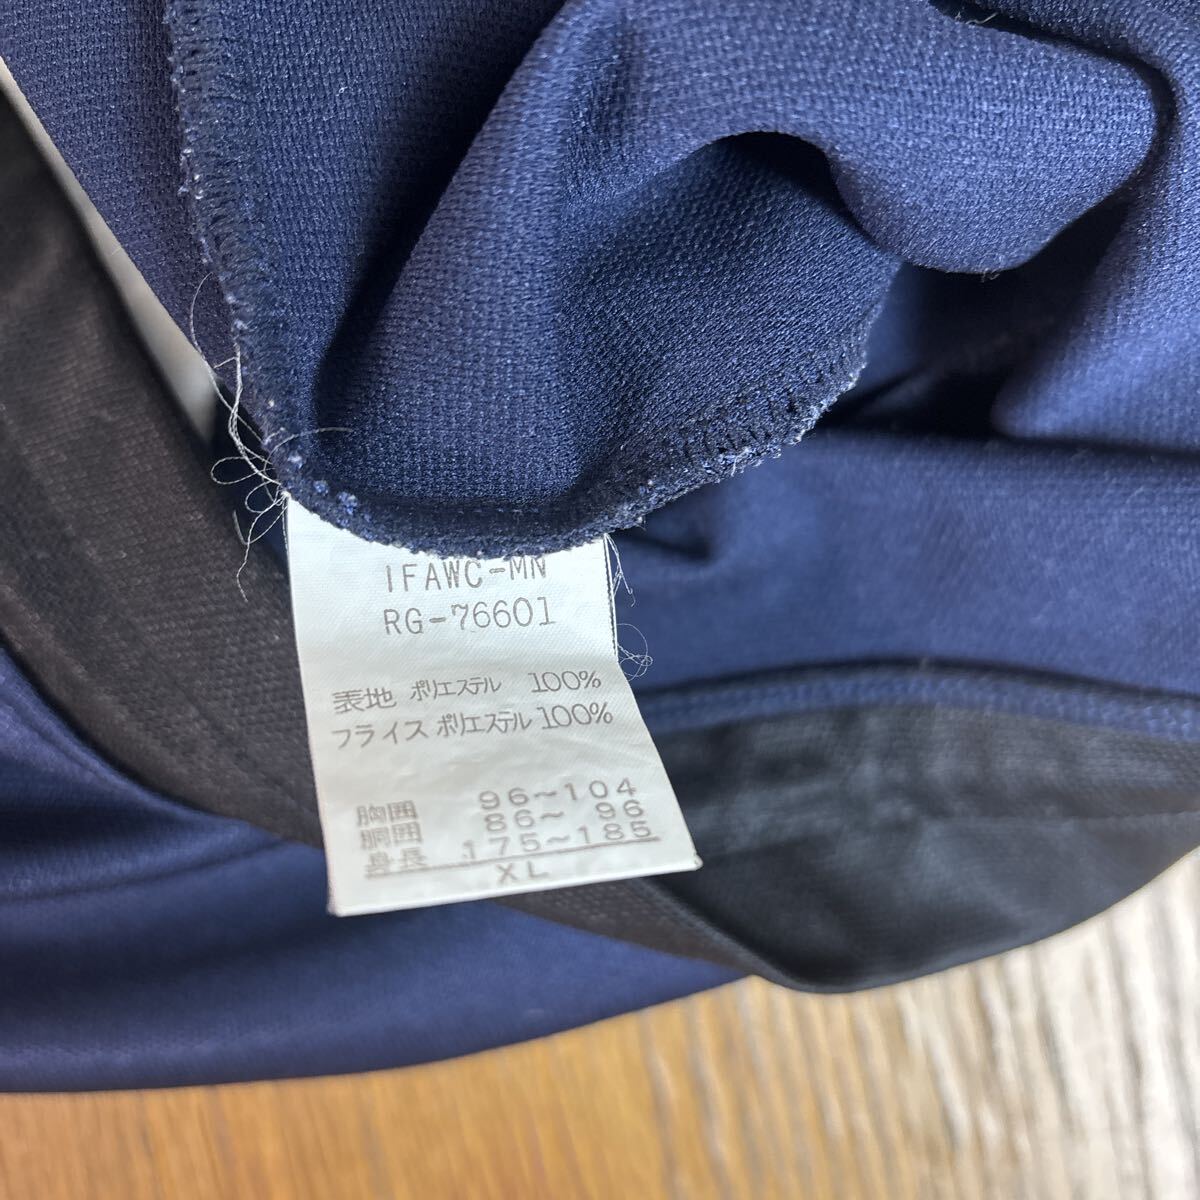 IFAWC-MN
RG-76601
表地 ポリエステル 100%
フライス ポリエステル 100%
胸囲 96~104
胴囲 86~ 96
身長 175~185
XL